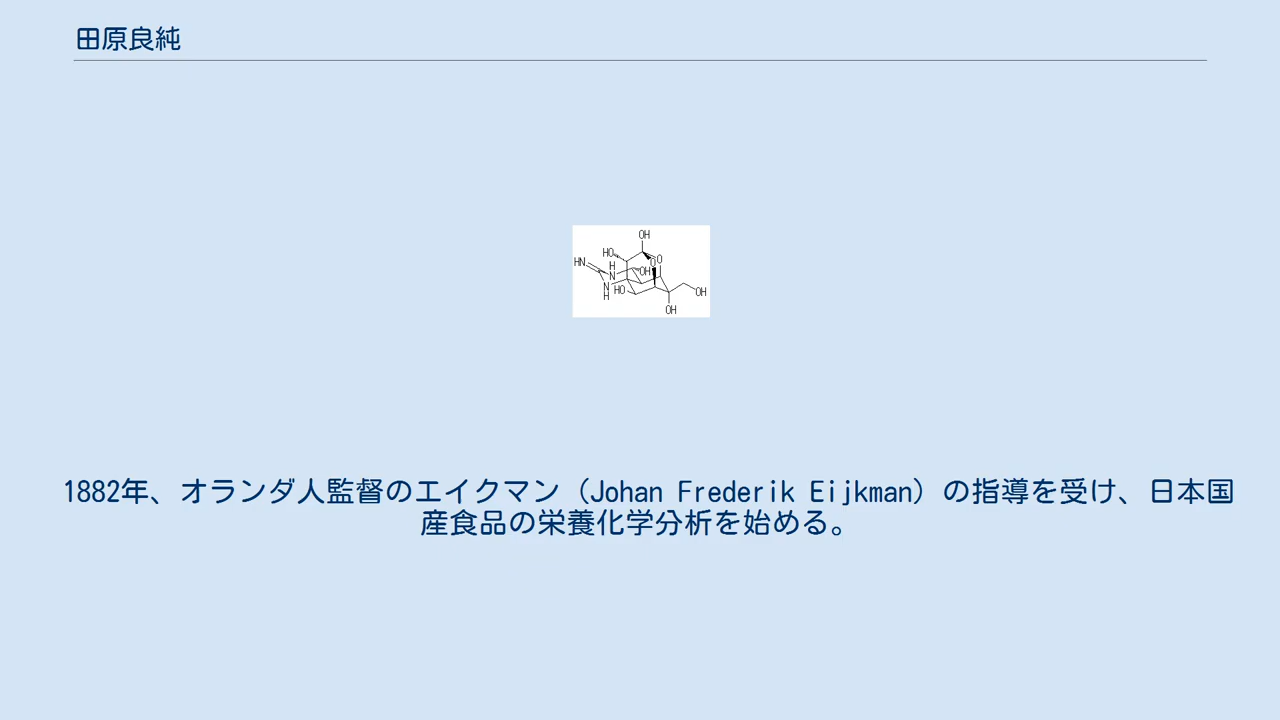 田原良純
OH
HO
O
O
HN
H
N
OH
N
H
HO
OH
OH
1882年、オランダ人監督のエイクマン（Johan Frederik Eijkman）の指導を受け、日本国
産食品の栄養化学分析を始める。